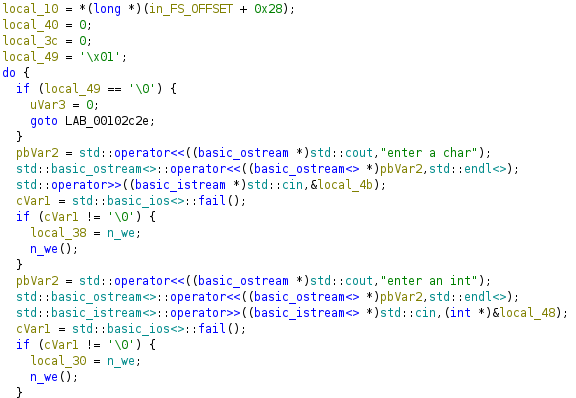 local_10 = *(long *)(in_FS_OFFSET + 0x28);
local_40 = 0;
local_3c = 0;
local_49 = '\x01';
do {
  if (local_49 == '\0') {
    uVar3 = 0;
    goto LAB_00102c2e;
  }
  pbVar2 = std::operator<<((basic_ostream *)std::cout,"enter a char");
  std::basic_ostream<>::operator<<((basic_ostream<> *)pbVar2,std::endl<>);
  std::operator>>((basic_istream *)std::cin,&local_4b);
  cVar1 = std::basic_ios<>::fail();
  if (cVar1 != '\0') {
    local_38 = n_we;
    n_we();
  }
  pbVar2 = std::operator<<((basic_ostream *)std::cout,"enter an int");
  std::basic_ostream<>::operator<<((basic_ostream<> *)pbVar2,std::endl<>);
  std::basic_istream<>::operator>>((basic_istream<> *)std::cin,(int *)&local_48);
  cVar1 = std::basic_ios<>::fail();
  if (cVar1 != '\0') {
    local_30 = n_we;
    n_we();
  }